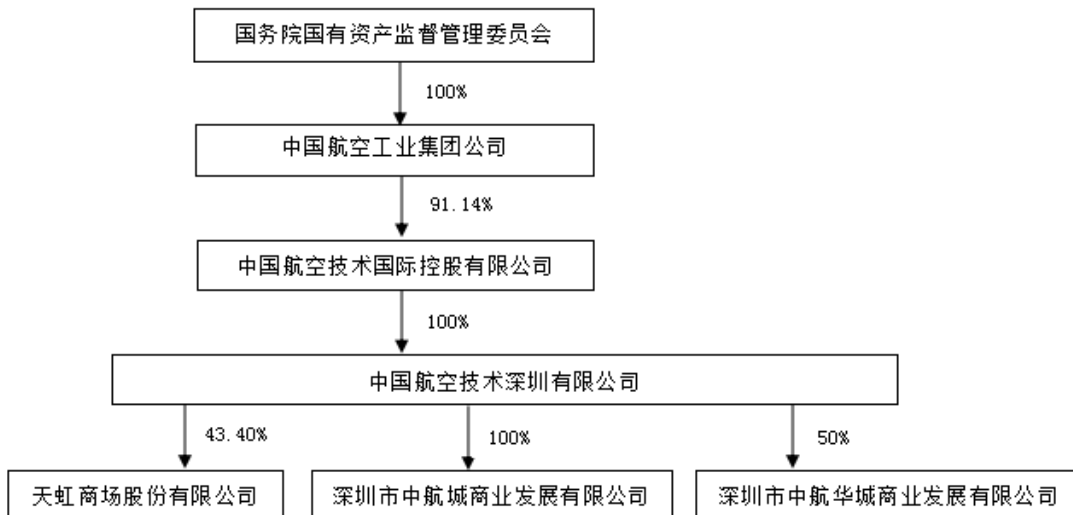 国务院国有资产监督管理委员会
100%
中国航空工业集团公司
91.14%
中国航空技术国际控股有限公司
100%
中国航空技术深圳有限公司
43.40%
100%
50%
天虹商场股份有限公司
深圳市中航城商业发展有限公司
深圳市中航华城商业发展有限公司